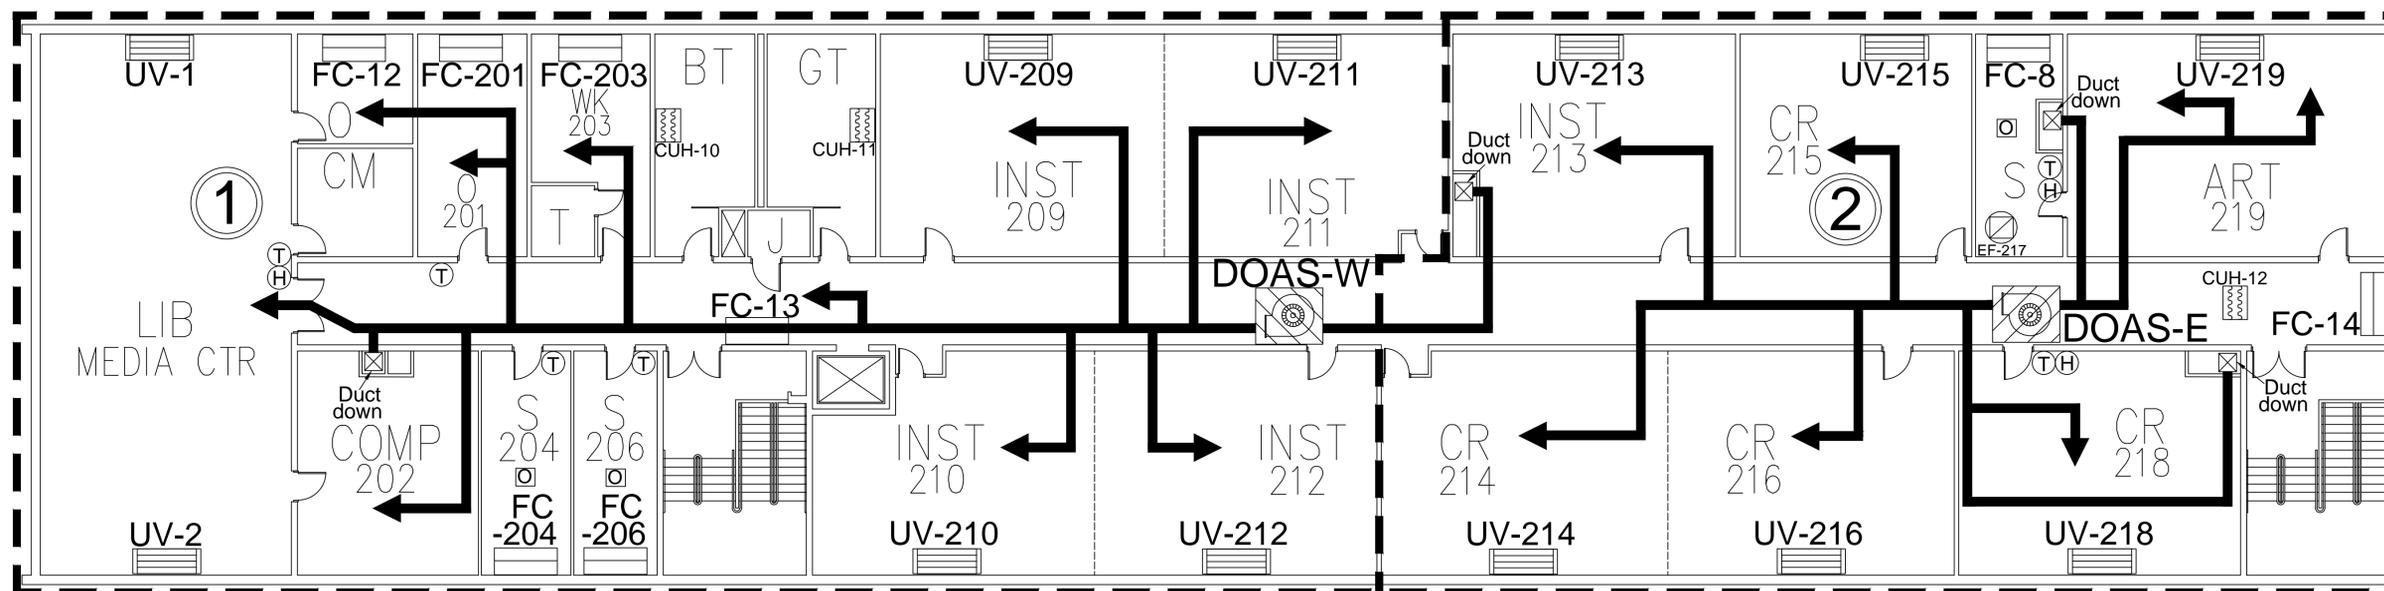 UV-1
FC-12
FC-201
FC-203
BT
GT
UV-209
UV-211
UV-213
UV-215
FC-8
UV-219
Duct
down
O
WK
203
CUH-10
CUH-11
INST
213
CR
215
O
Duct
down
CM
1
O
201
T
J
INST
209
INST
211
2
T
H
S
EF-217
ART
219
T
H
T
DOAS-W
FC-13
CUH-12
LIB
MEDIA CTR
DOAS-E
FC-14
T
T
T
H
Duct
down
COMP
202
S
204
O
S
206
O
INST
210
INST
212
CR
214
CR
216
CR
218
Duct
down
UV-2
FC
-204
FC
-206
UV-210
UV-212
UV-214
UV-216
UV-218